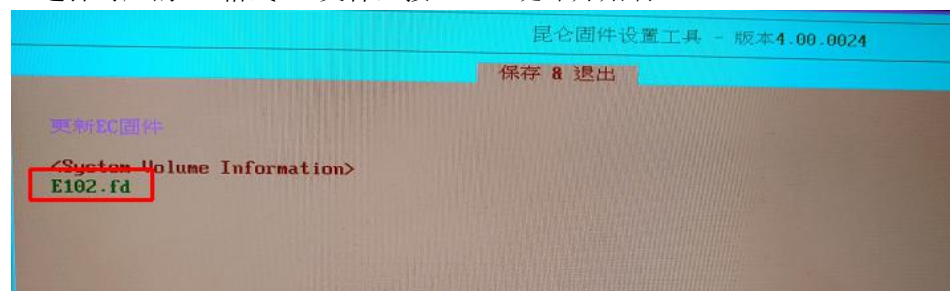 昆仑固件设置工具 - 版本4.00.0024
保存 & 退出
更新EC固件
<System Volume Information>
E102.fd